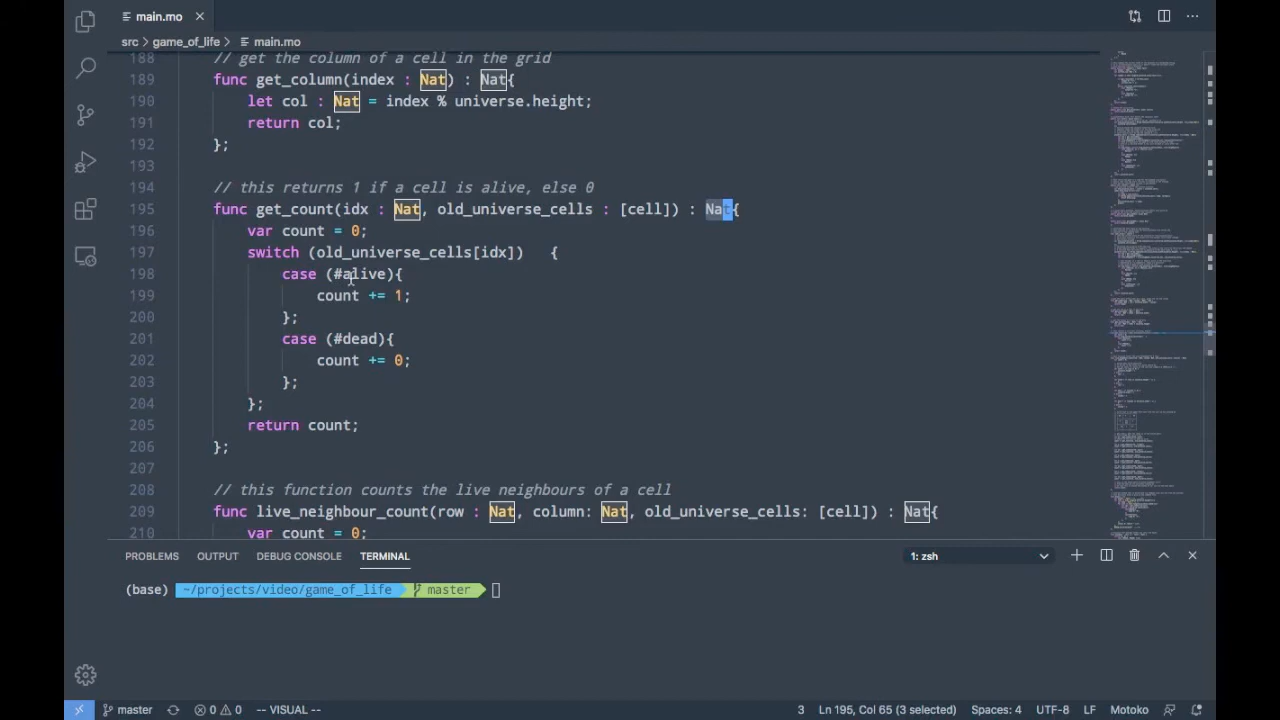 main.mo
src > game_of_life > main.mo
188 // get the column of a cell in the grid
189 func get_column(index : Nat) : Nat{
190 let col : Nat = index % universe.height;
191 return col;
192 };
193
194 // this returns 1 if a cell is alive, else 0
195 func get_count(idx : Nat, old_universe_cells : [cell]) : Nat{
196 var count = 0;
197 switch (old_universe_cells[idx]) {
198 case (#alive){
199 count += 1;
200 };
201 case (#dead){
202 count += 0;
203 };
204 };
205 return count;
206 };
207
208 // this function counts the live neighbours of a cell
209 func live_neighbour_count(row : Nat, column: Nat, old_universe_cells: [cell]) : Nat{
210 var count = 0;
PROBLEMS OUTPUT DEBUG CONSOLE TERMINAL 1: zsh
(base) ~/projects/video/game_of_life master
master 0 0 -- VISUAL -- 3 Ln 195, Col 65 (3 selected) Spaces: 4 UTF-8 LF Motoko